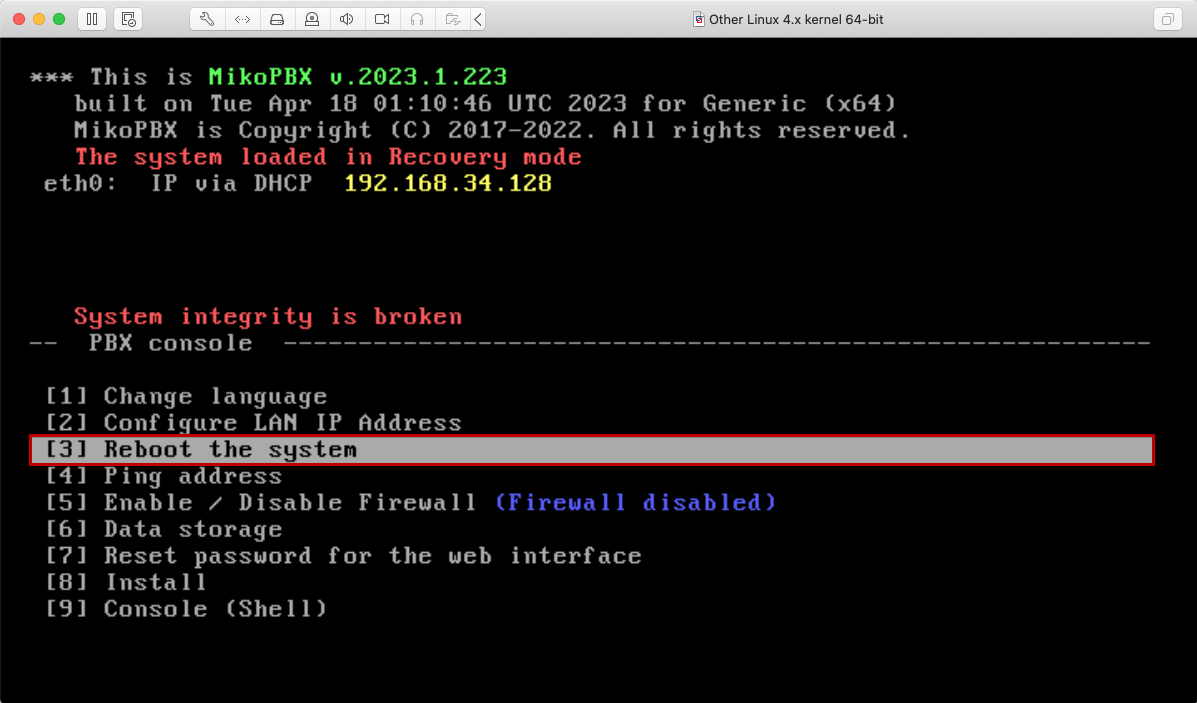 Other Linux 4.x kernel 64-bit
*** This is MikoPBX v.2023.1.223
built on Tue Apr 18 01:10:46 UTC 2023 for Generic (x64)
MikoPBX is Copyright (C) 2017-2022. All rights reserved.
The system loaded in Recovery mode
eth0: IP via DHCP 192.168.34.128
System integrity is broken
-- PBX console ----------------------------------------------------------
[1] Change language
[2] Configure LAN IP Address
[3] Reboot the system
[4] Ping address
[5] Enable / Disable Firewall (Firewall disabled)
[6] Data storage
[7] Reset password for the web interface
[8] Install
[9] Console (Shell)